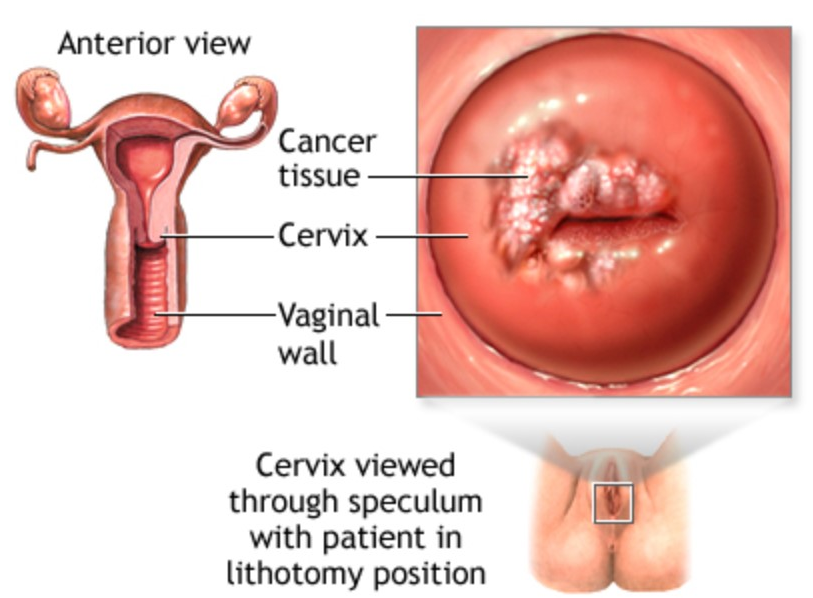 Anterior view
Cancer
tissue
Cervix
Vaginal
wall
Cervix viewed
through speculum
with patient in
lithotomy position